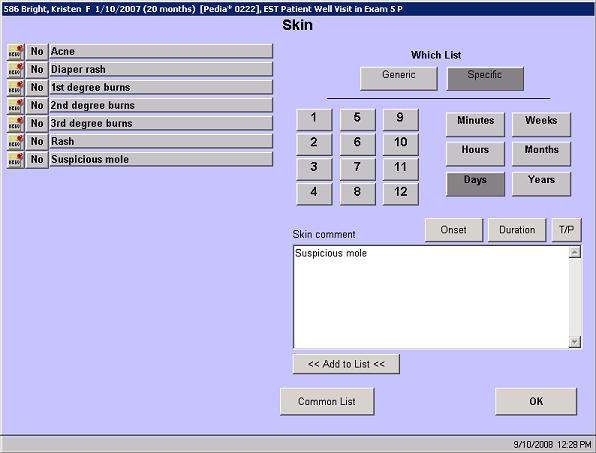 586 Bright, Kristen F 1/10/2007 (20 months) [Pedia* 0222], EST Patient Well Visit in Exam 5 P
Skin
No Acne
No Diaper rash
No 1st degree burns
No 2nd degree burns
No 3rd degree burns
No Rash
No Suspicious mole
Which List
Generic Specific
1 5 9
2 6 10
3 7 11
4 8 12
Minutes Weeks
Hours Months
Days Years
Skin comment
Onset Duration T/P
Suspicious mole
<< Add to List <<
Common List
OK
9/10/2008 12:28 PM